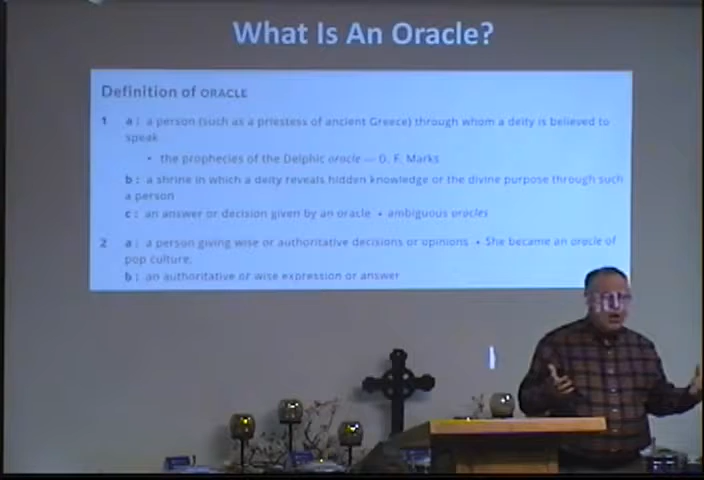 What Is An Oracle?
Definition of ORACLE
1 a : a person (such as a priestess of ancient Greece) through whom a deity is believed to
speak
• the prophecies of the Delphic oracle — D. F. Marks
b : a shrine in which a deity reveals hidden knowledge or the divine purpose through such
a person
c : an answer or decision given by an oracle • ambiguous oracles
2 a : a person giving wise or authoritative decisions or opinions • She became an oracle of
pop culture.
b : an authoritative or wise expression or answer